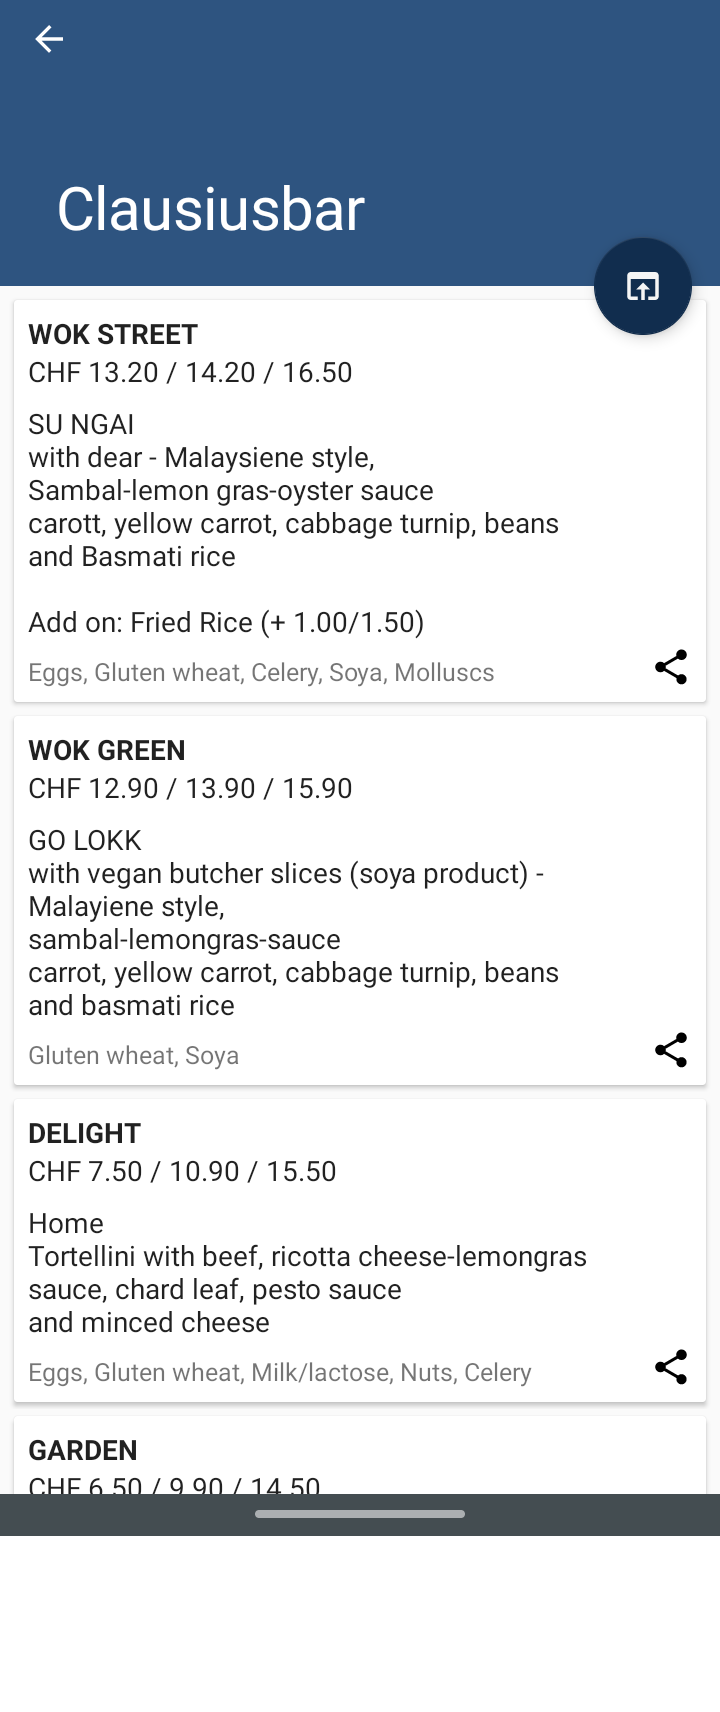 Clausiusbar
WOK STREET
CHF 13.20 / 14.20 / 16.50
SU NGAI
with dear - Malaysiene style,
Sambal-lemon gras-oyster sauce
carott, yellow carrot, cabbage turnip, beans
and Basmati rice
Add on: Fried Rice (+ 1.00/1.50)
Eggs, Gluten wheat, Celery, Soya, Molluscs
WOK GREEN
CHF 12.90 / 13.90 / 15.90
GO LOKK
with vegan butcher slices (soya product) -
Malayiene style,
sambal-lemongras-sauce
carrot, yellow carrot, cabbage turnip, beans
and basmati rice
Gluten wheat, Soya
DELIGHT
CHF 7.50 / 10.90 / 15.50
Home
Tortellini with beef, ricotta cheese-lemongras
sauce, chard leaf, pesto sauce
and minced cheese
Eggs, Gluten wheat, Milk/lactose, Nuts, Celery
GARDEN
CHF 6.50 / 9.90 / 14.50